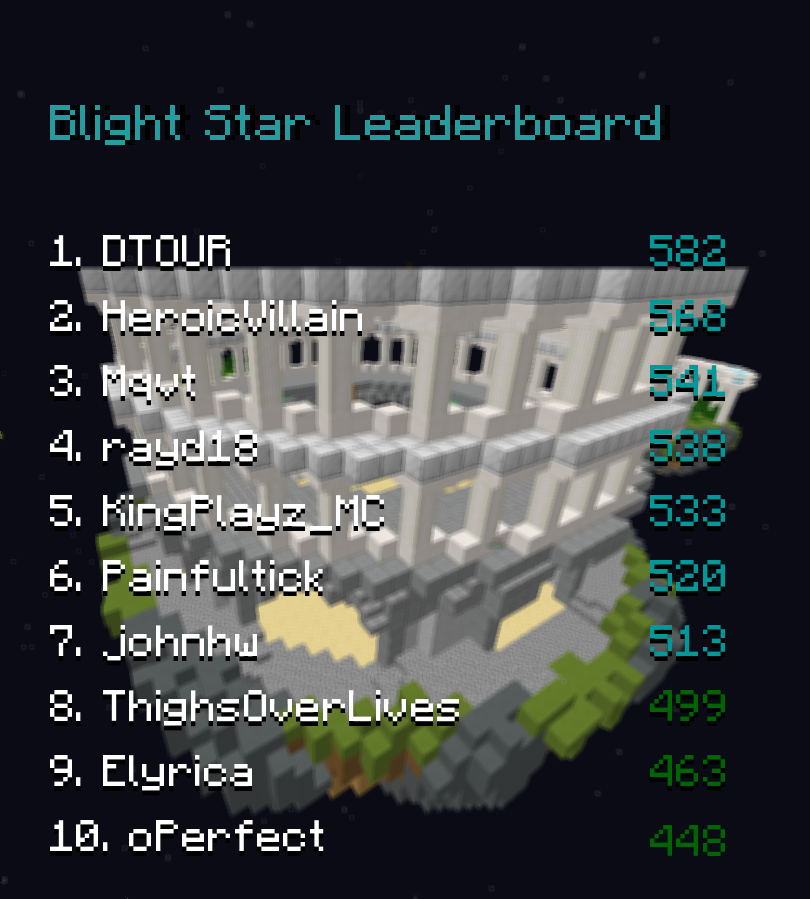 Blight Star Leaderboard
1. DTOUR 582
2. HeroicVillain 568
3. Mqvt 541
4. rayd18 538
5. KingPlayz_MC 533
6. Painfultick 520
7. johnhw 513
8. ThighsOverLives 499
9. Elyrica 463
10. oPerfect 448